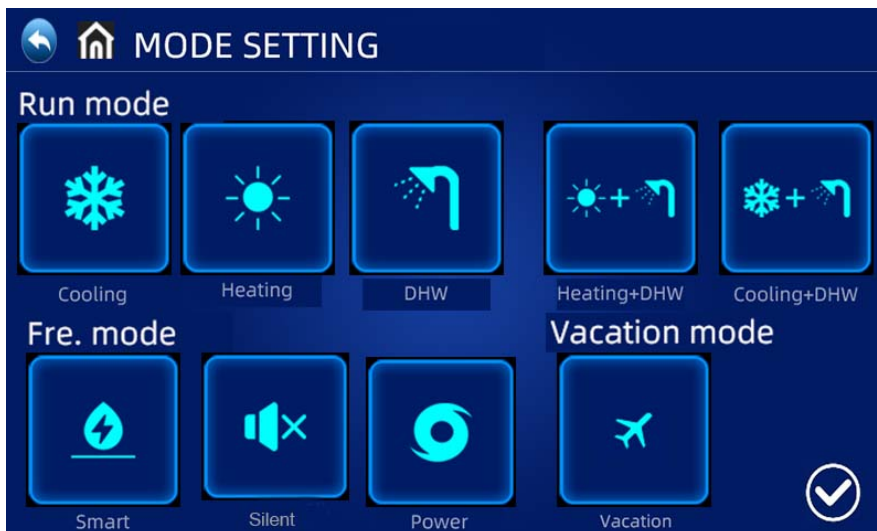 MODE SETTING
Run mode
Cooling
Heating
DHW
Heating+DHW
Cooling+DHW
Fre. mode
Vacation mode
Smart
Silent
Power
Vacation